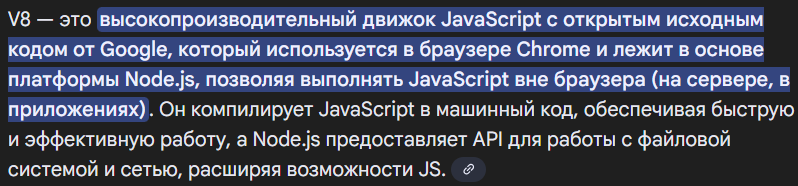 V8 — это высокопроизводительный движок JavaScript с открытым исходным
кодом от Google, который используется в браузере Chrome и лежит в основе
платформы Node.js, позволяя выполнять JavaScript вне браузера (на сервере, в
приложениях). Он компилирует JavaScript в машинный код, обеспечивая быструю
и эффективную работу, а Node.js предоставляет API для работы с файловой
системой и сетью, расширяя возможности JS.